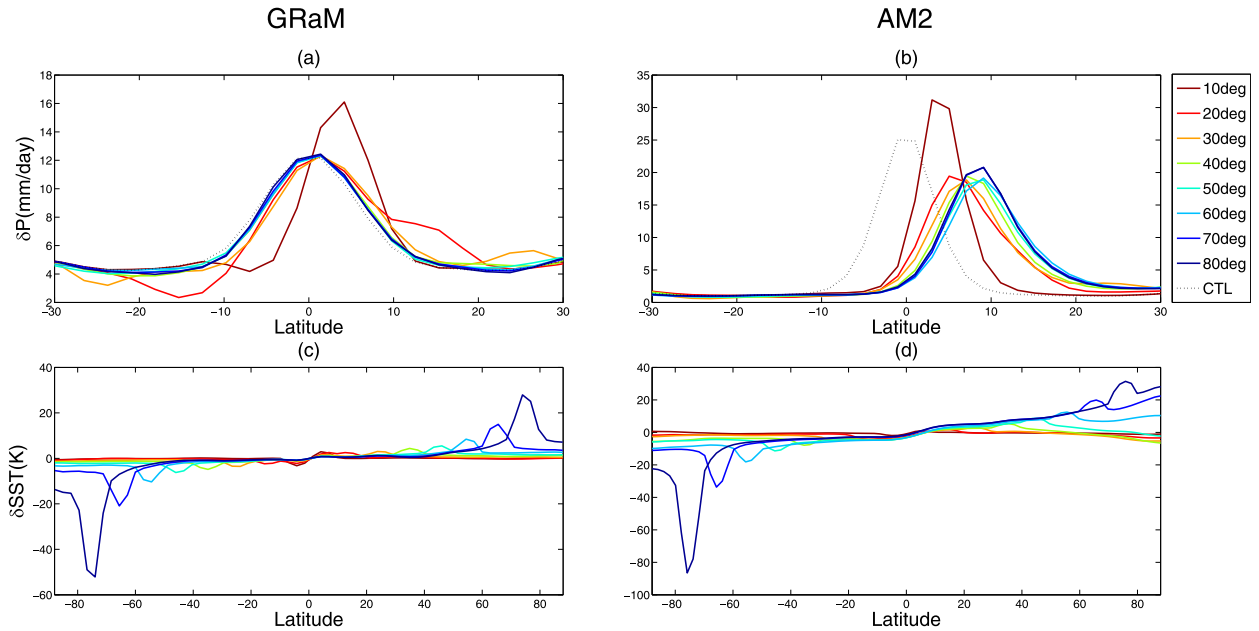 GRaM AM2
(a) (b)
18 35
16 30
14 25
12 20
10 15
8 10
6 5
4 0
2
δP(mm/day)
−30 −20 −10 0 10 20 30
−30 −20 −10 0 10 20 30
Latitude Latitude
10deg
20deg
30deg
40deg
50deg
60deg
70deg
80deg
CTL
(c) (d)
40 40
20 20
0 0
−20 −20
−40 −40
−60 −60
−80
−100
δSST(K)
−80 −60 −40 −20 0 20 40 60 80
−80 −60 −40 −20 0 20 40 60 80
Latitude Latitude